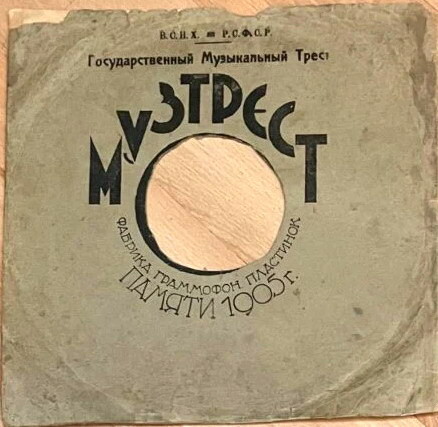 В.С.Н.Х. = Р.С.Ф.С.Р.
Государственный Музыкальный Трест
МУЗТРЕСТ
ФАБРИКА ГРАММОФОН ПЛАСТИНОК
ПАМЯТИ 1905 г.